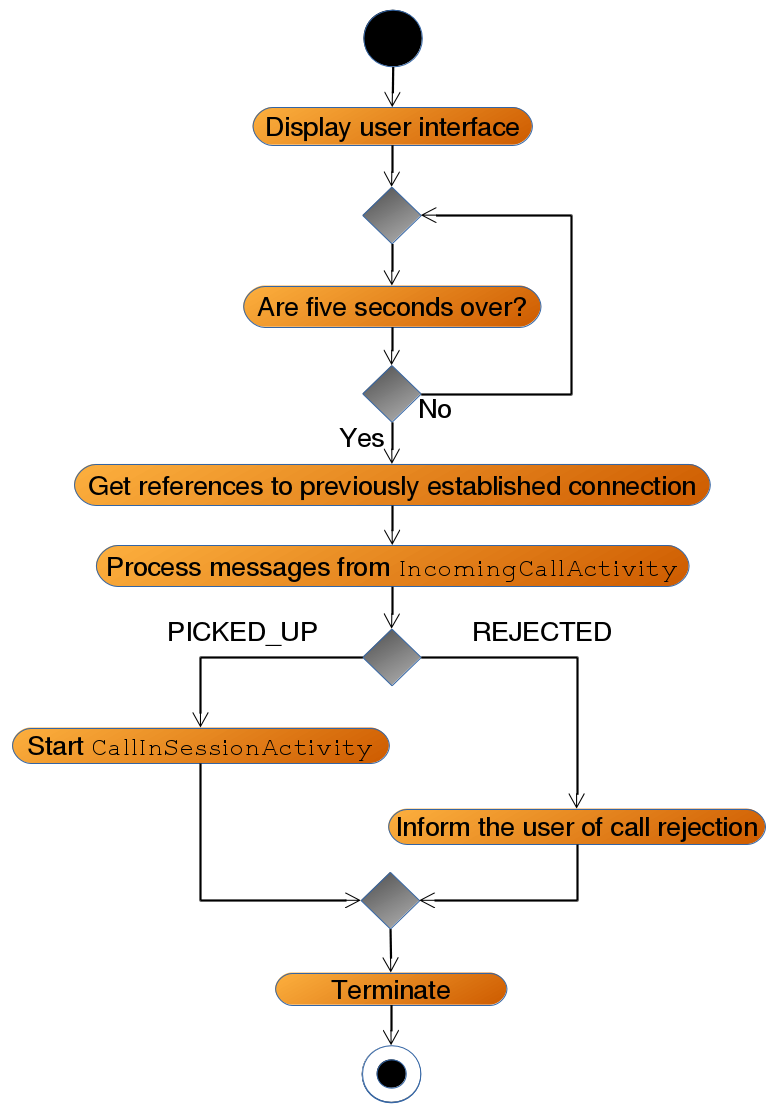 Display user interface
Are five seconds over?
No
Yes
Get references to previously established connection
Process messages from IncomingCallActivity
PICKED_UP
REJECTED
Start CallInSessionActivity
Inform the user of call rejection
Terminate